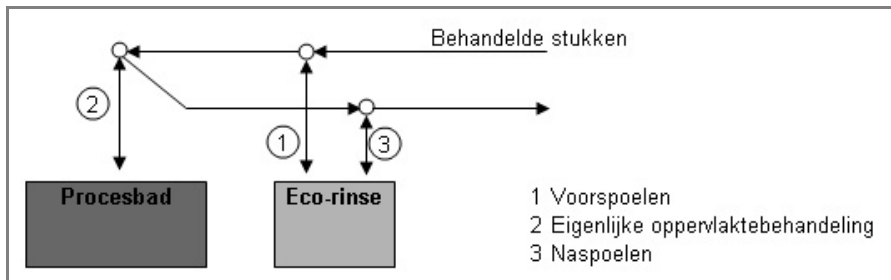 Behandelde stukken
2
1
3
Procesbad
Eco-rinse
1 Voorspoelen
2 Eigenlijke oppervlaktebehandeling
3 Naspoelen